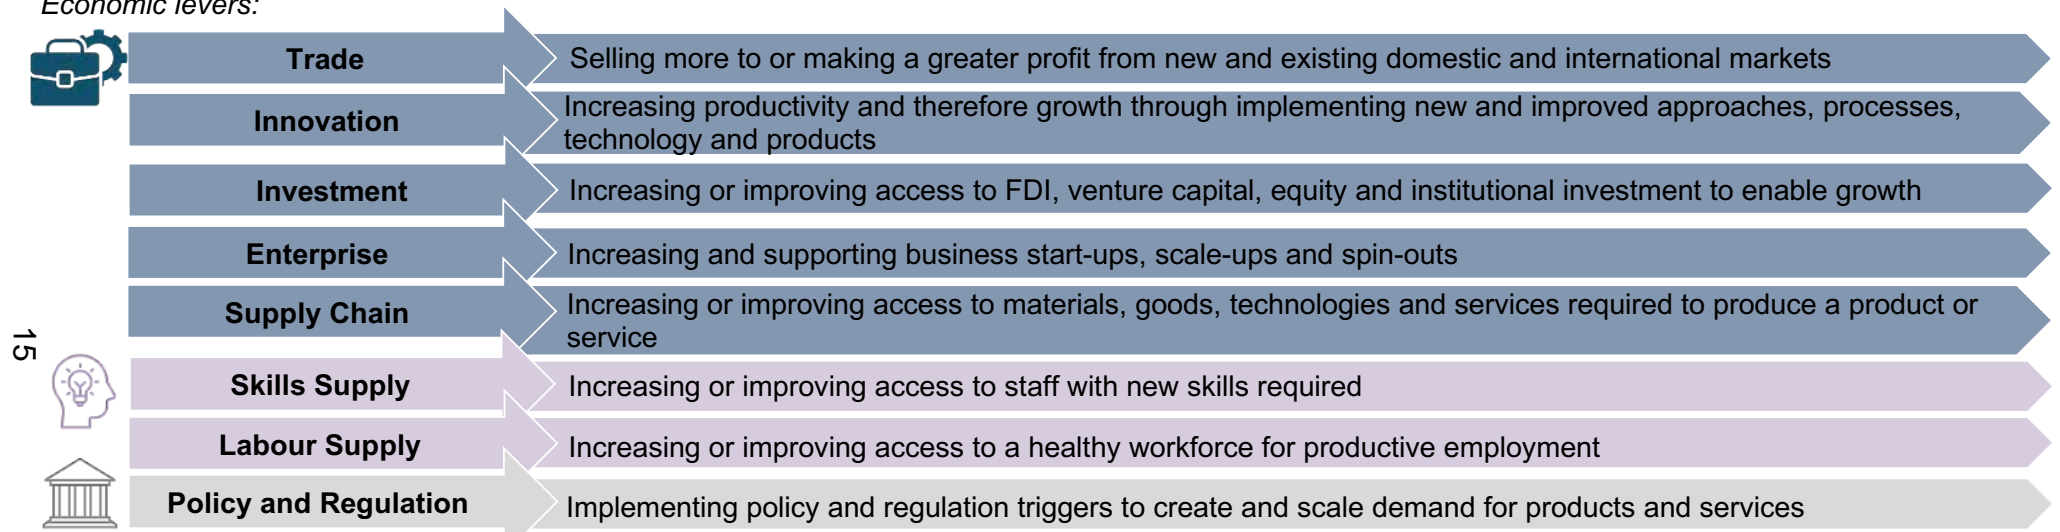 Economic levers:
Trade
Selling more to or making a greater profit from new and existing domestic and international markets
Innovation
Increasing productivity and therefore growth through implementing new and improved approaches, processes,
technology and products
Investment
Increasing or improving access to FDI, venture capital, equity and institutional investment to enable growth
Enterprise
Increasing and supporting business start-ups, scale-ups and spin-outs
Supply Chain
Increasing or improving access to materials, goods, technologies and services required to produce a product or
service
Skills Supply
Increasing or improving access to staff with new skills required
Labour Supply
Increasing or improving access to a healthy workforce for productive employment
Policy and Regulation
Implementing policy and regulation triggers to create and scale demand for products and services
15